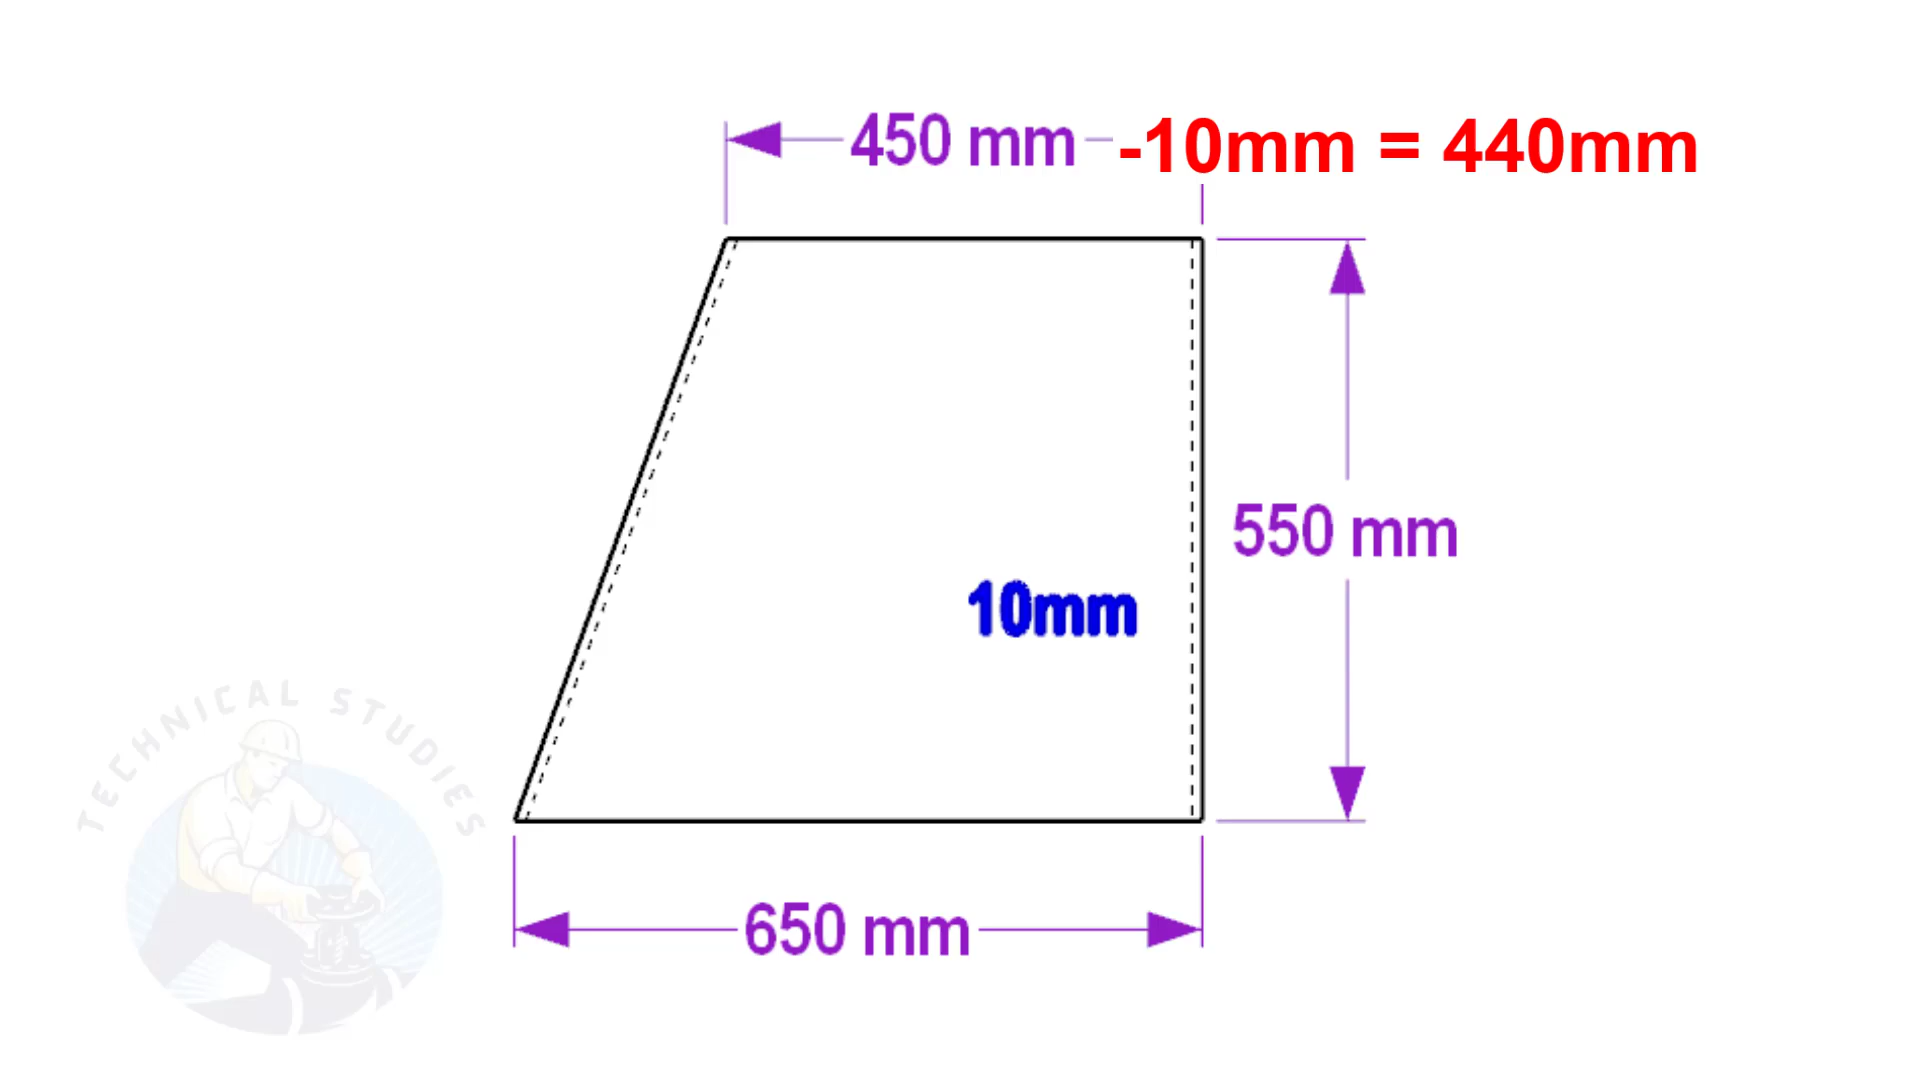 450 mm -10mm = 440mm
550 mm
10mm
650 mm
TECHNICAL STUDIES